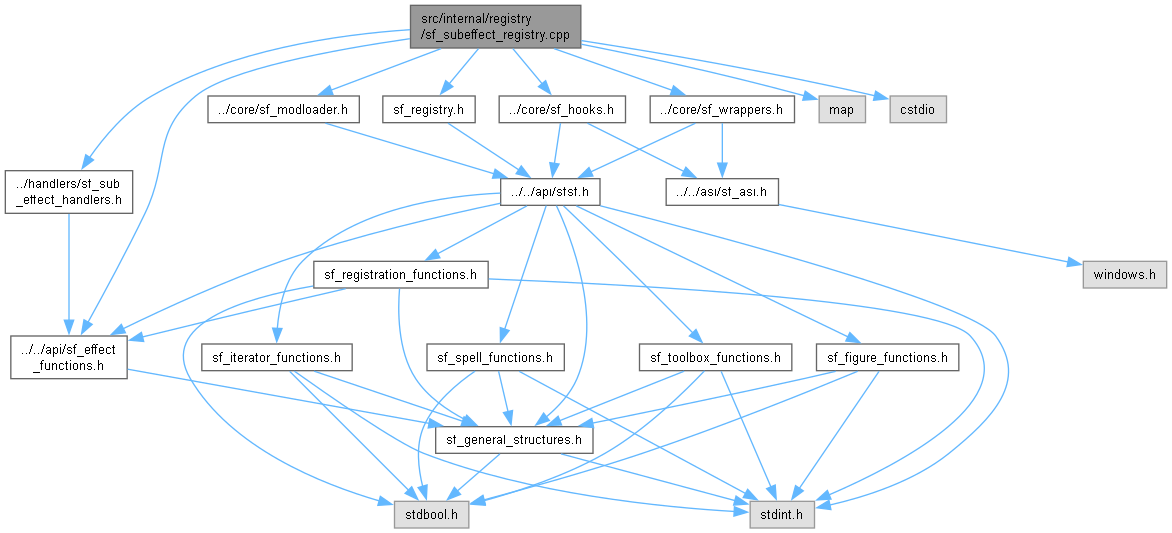 src/internal/registry
/sf_subeffect_registry.cpp
../core/sf_modloader.h
sf_registry.h
../core/sf_hooks.h
../core/sf_wrappers.h
map
cstdio
../handlers/sf_sub
_effect_handlers.h
../../api/sfsf.h
../../asi/sf_asi.h
sf_registration_functions.h
windows.h
../../api/sf_effect
_functions.h
sf_iterator_functions.h
sf_spell_functions.h
sf_toolbox_functions.h
sf_figure_functions.h
sf_general_structures.h
stdbool.h
stdint.h